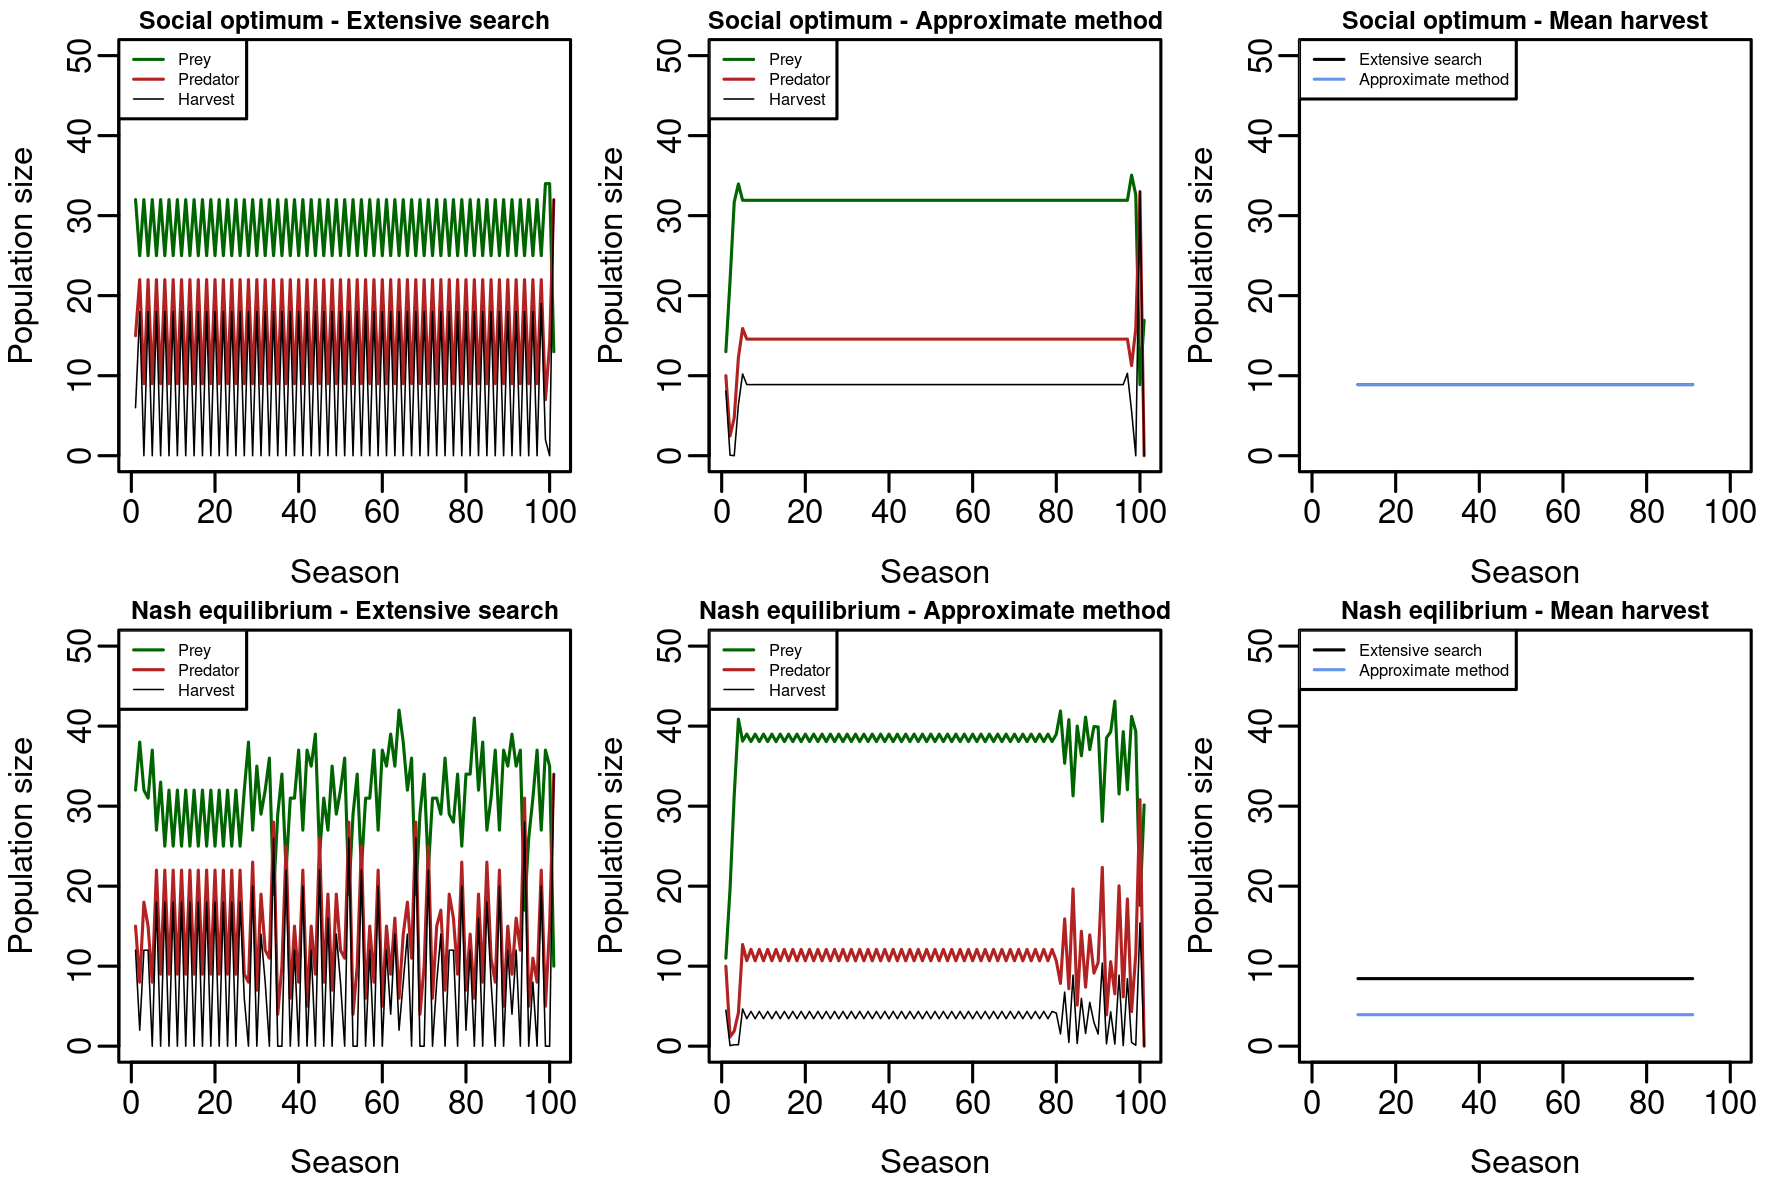 Social optimum - Extensive search
Prey
Predator
Harvest
Population size
0 10 20 30 40 50
0 20 40 60 80 100
Season
Social optimum - Approximate method
Prey
Predator
Harvest
Population size
0 10 20 30 40 50
0 20 40 60 80 100
Season
Social optimum - Mean harvest
Extensive search
Approximate method
Population size
0 10 20 30 40 50
0 20 40 60 80 100
Season
Nash equilibrium - Extensive search
Prey
Predator
Harvest
Population size
0 10 20 30 40 50
0 20 40 60 80 100
Season
Nash equilibrium - Approximate method
Prey
Predator
Harvest
Population size
0 10 20 30 40 50
0 20 40 60 80 100
Season
Nash eqilibrium - Mean harvest
Extensive search
Approximate method
Population size
0 10 20 30 40 50
0 20 40 60 80 100
Season